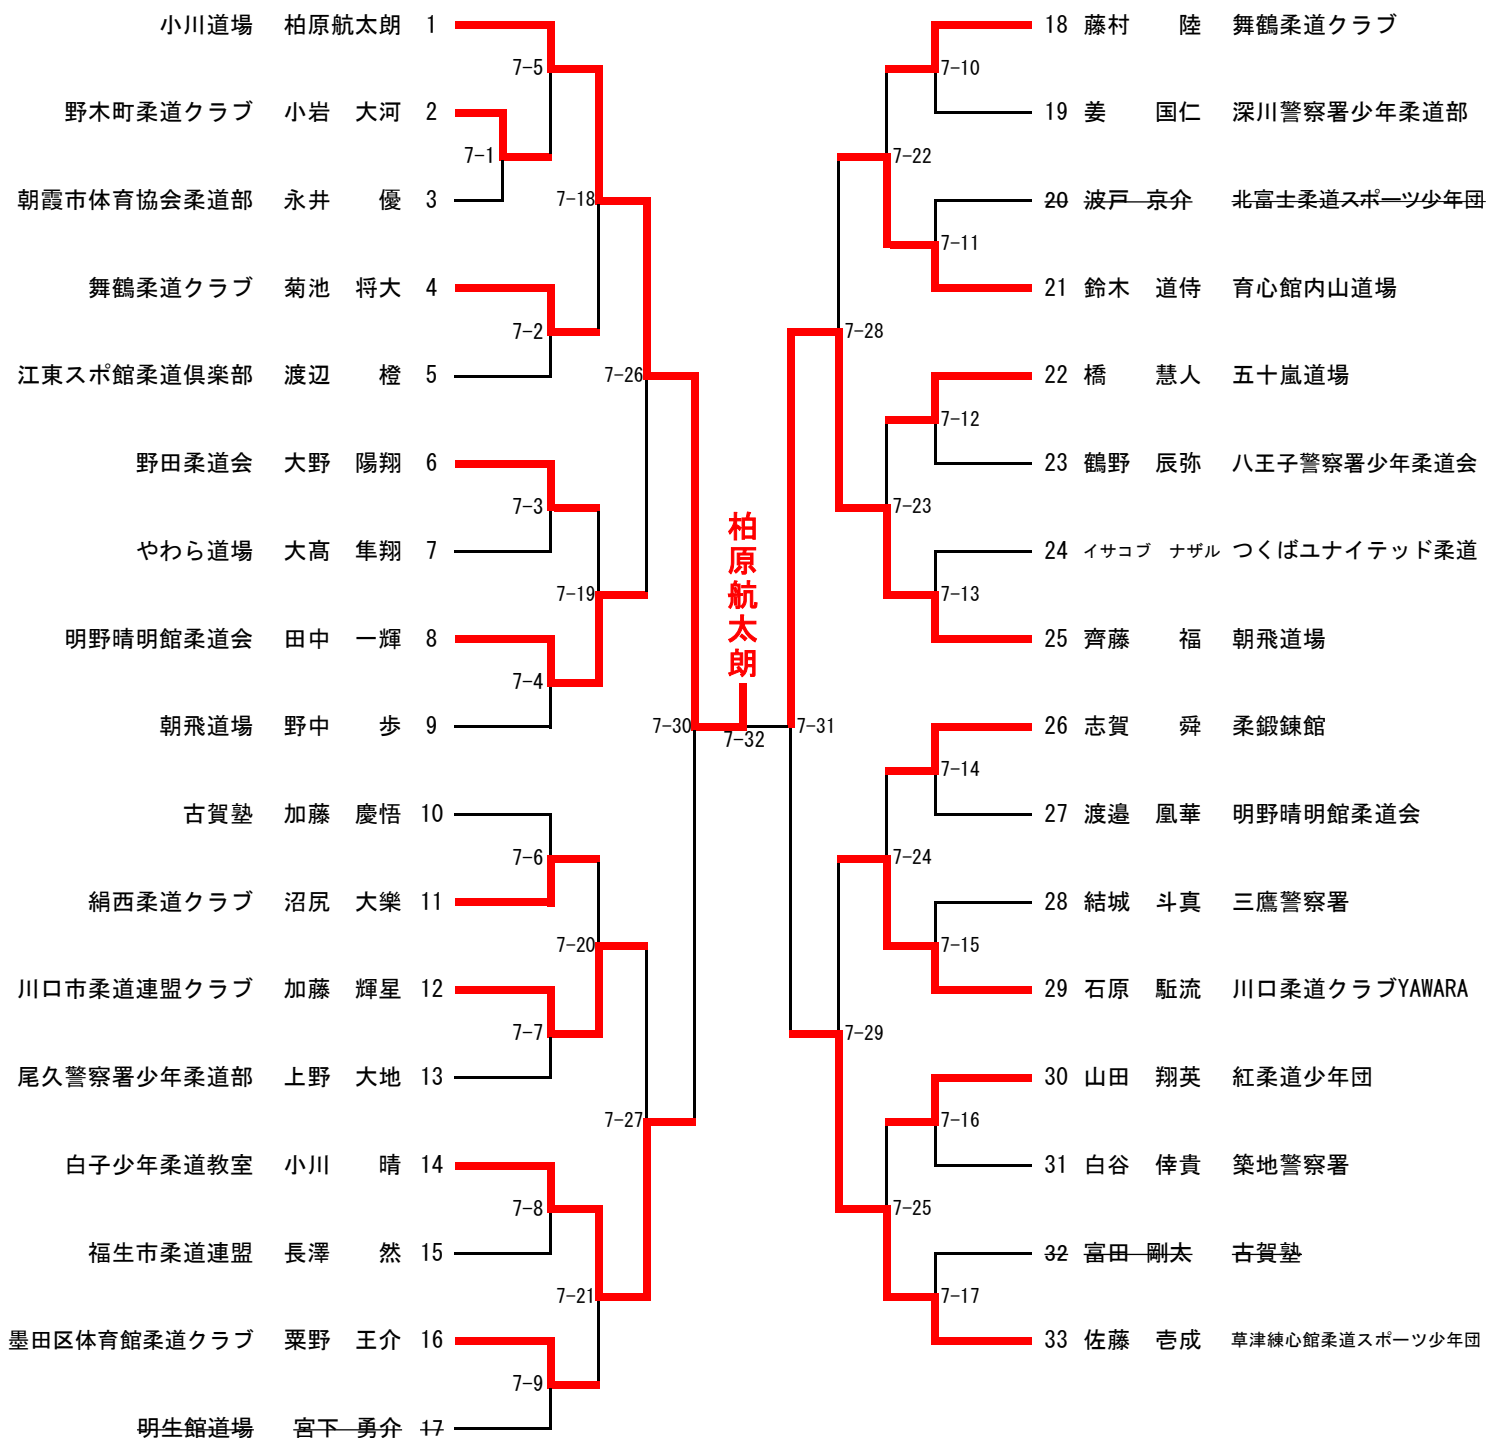 小川道場 柏原航太朗 1
7-5
野木町柔道クラブ 小岩 大河 2
7-1
朝霞市体育協会柔道部 永井 優 3
7-18
舞鶴柔道クラブ 菊池 将大 4
7-2
江東スポ館柔道倶楽部 渡辺 橙 5
7-26
野田柔道会 大野 陽翔 6
7-3
やわら道場 大髙 隼翔 7
7-19
明野晴明館柔道会 田中 一輝 8
7-4
朝飛道場 野中 歩 9
7-30
古賀塾 加藤 慶悟 10
7-6
絹西柔道クラブ 沼尻 大樂 11
7-20
川口市柔道連盟クラブ 加藤 輝星 12
7-7
尾久警察署少年柔道部 上野 大地 13
7-27
白子少年柔道教室 小川 晴 14
7-8
福生市柔道連盟 長澤 然 15
7-21
墨田区体育館柔道クラブ 粟野 王介 16
7-9
明生館道場 宮下 勇介 17
柏原航太朗
7-32
18 藤村 陸 舞鶴柔道クラブ
7-10
19 姜 国仁 深川警察署少年柔道部
7-22
20 波戸 京介 北富士柔道スポーツ少年団
7-11
21 鈴木 道侍 育心館内山道場
7-28
22 橋 慧人 五十嵐道場
7-12
23 鶴野 辰弥 八王子警察署少年柔道会
7-23
24 イサコブ ナザル つくばユナイテッド柔道
7-13
25 齊藤 福 朝飛道場
7-31
26 志賀 舜 柔鍛錬館
7-14
27 渡邉 凰華 明野晴明館柔道会
7-24
28 結城 斗真 三鷹警察署
7-15
29 石原 駈流 川口柔道クラブYAWARA
7-29
30 山田 翔英 紅柔道少年団
7-16
31 白谷 倖貴 築地警察署
7-25
32 富田 剛太 古賀塾
7-17
33 佐藤 壱成 草津練心館柔道スポーツ少年団